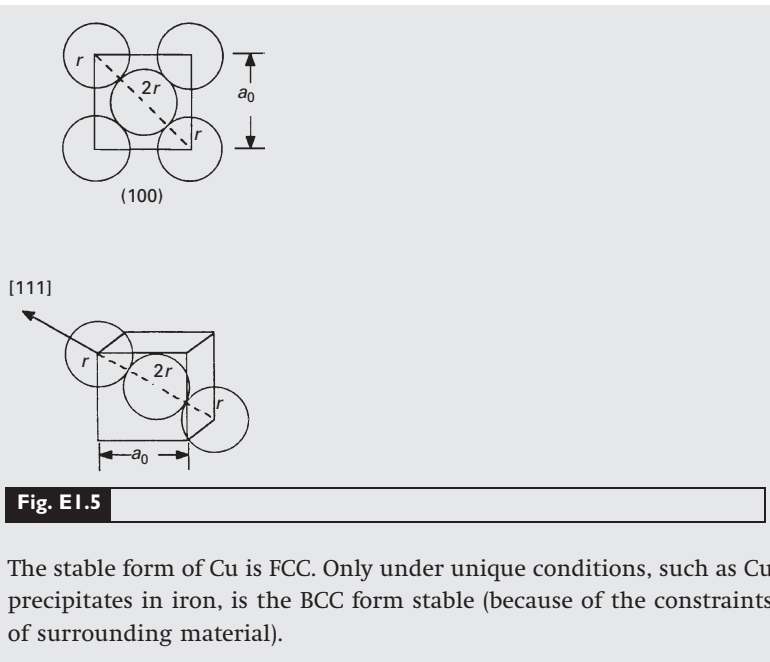 r
2r
a0
r
(100)
[111]
r
2r
r
a0
Fig. E1.5
The stable form of Cu is FCC. Only under unique conditions, such as Cu
precipitates in iron, is the BCC form stable (because of the constraints
of surrounding material).